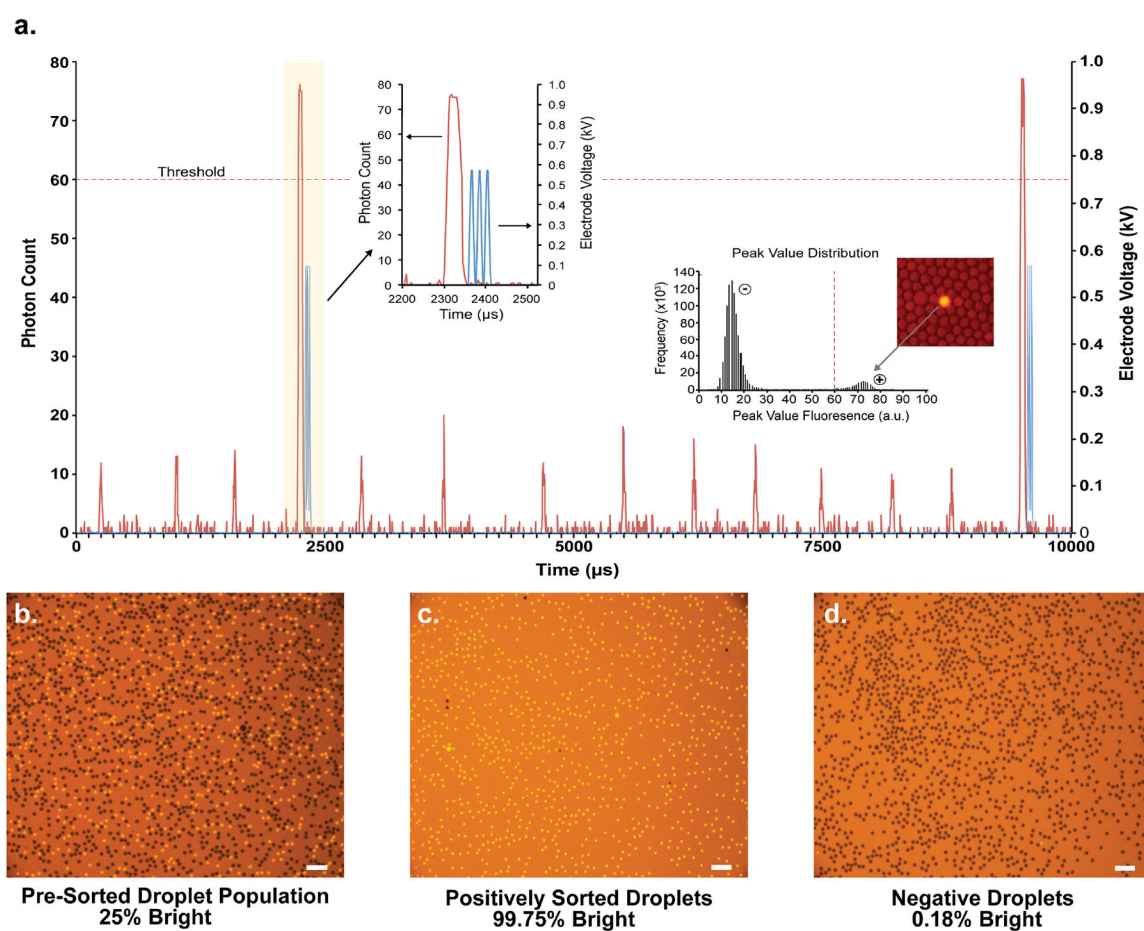 a.
80
70
60
50
40
30
20
10
0
Photon Count
Threshold
0
2500
5000
7500
10000
Time (µs)
1.0
0.9
0.8
0.7
0.6
0.5
0.4
0.3
0.2
0.1
0
Electrode Voltage (kV)
80
70
60
50
40
30
20
10
0
Photon Count
2200
2300
2400
2500
Time (µs)
1.0
0.9
0.8
0.7
0.6
0.5
0.4
0.3
0.2
0.1
0
Electrode Voltage (kV)
Peak Value Distribution
140
120
100
80
60
40
20
0
Frequency (x10³)
-
+
0 10 20 30 40 50 60 70 80 90 100
Peak Value Fluoresence (a.u.)
b.
Pre-Sorted Droplet Population
25% Bright
c.
Positively Sorted Droplets
99.75% Bright
d.
Negative Droplets
0.18% Bright